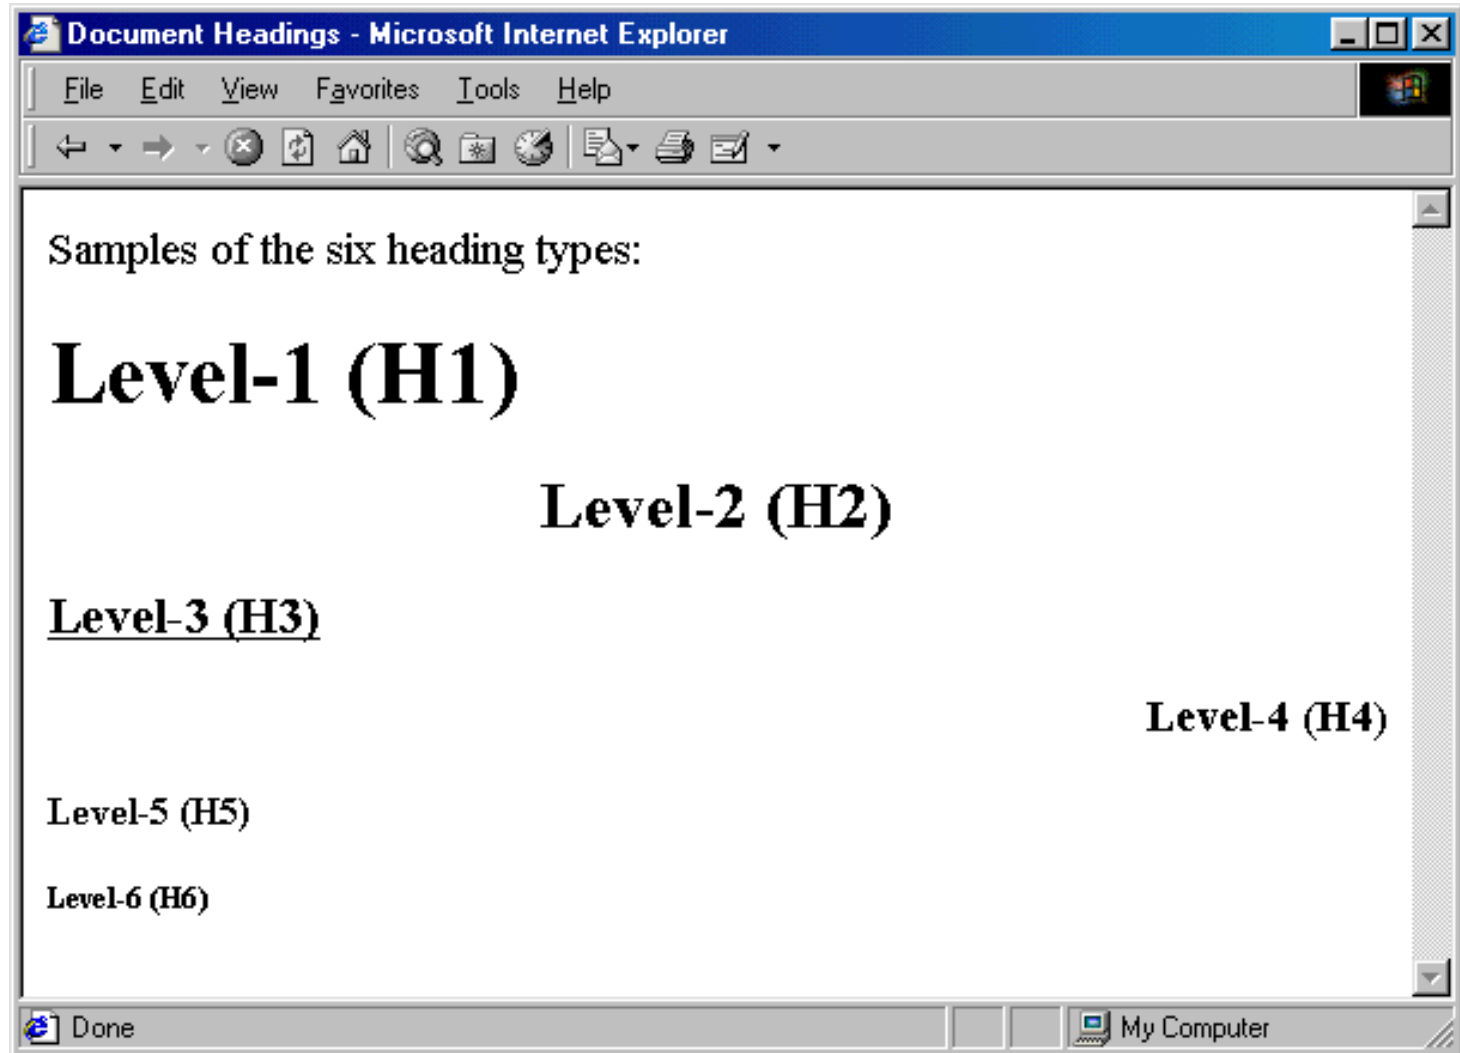 Document Headings - Microsoft Internet Explorer
File Edit View Favorites Tools Help
Samples of the six heading types:
Level-1 (H1)
Level-2 (H2)
Level-3 (H3)
Level-4 (H4)
Level-5 (H5)
Level-6 (H6)
Done My Computer